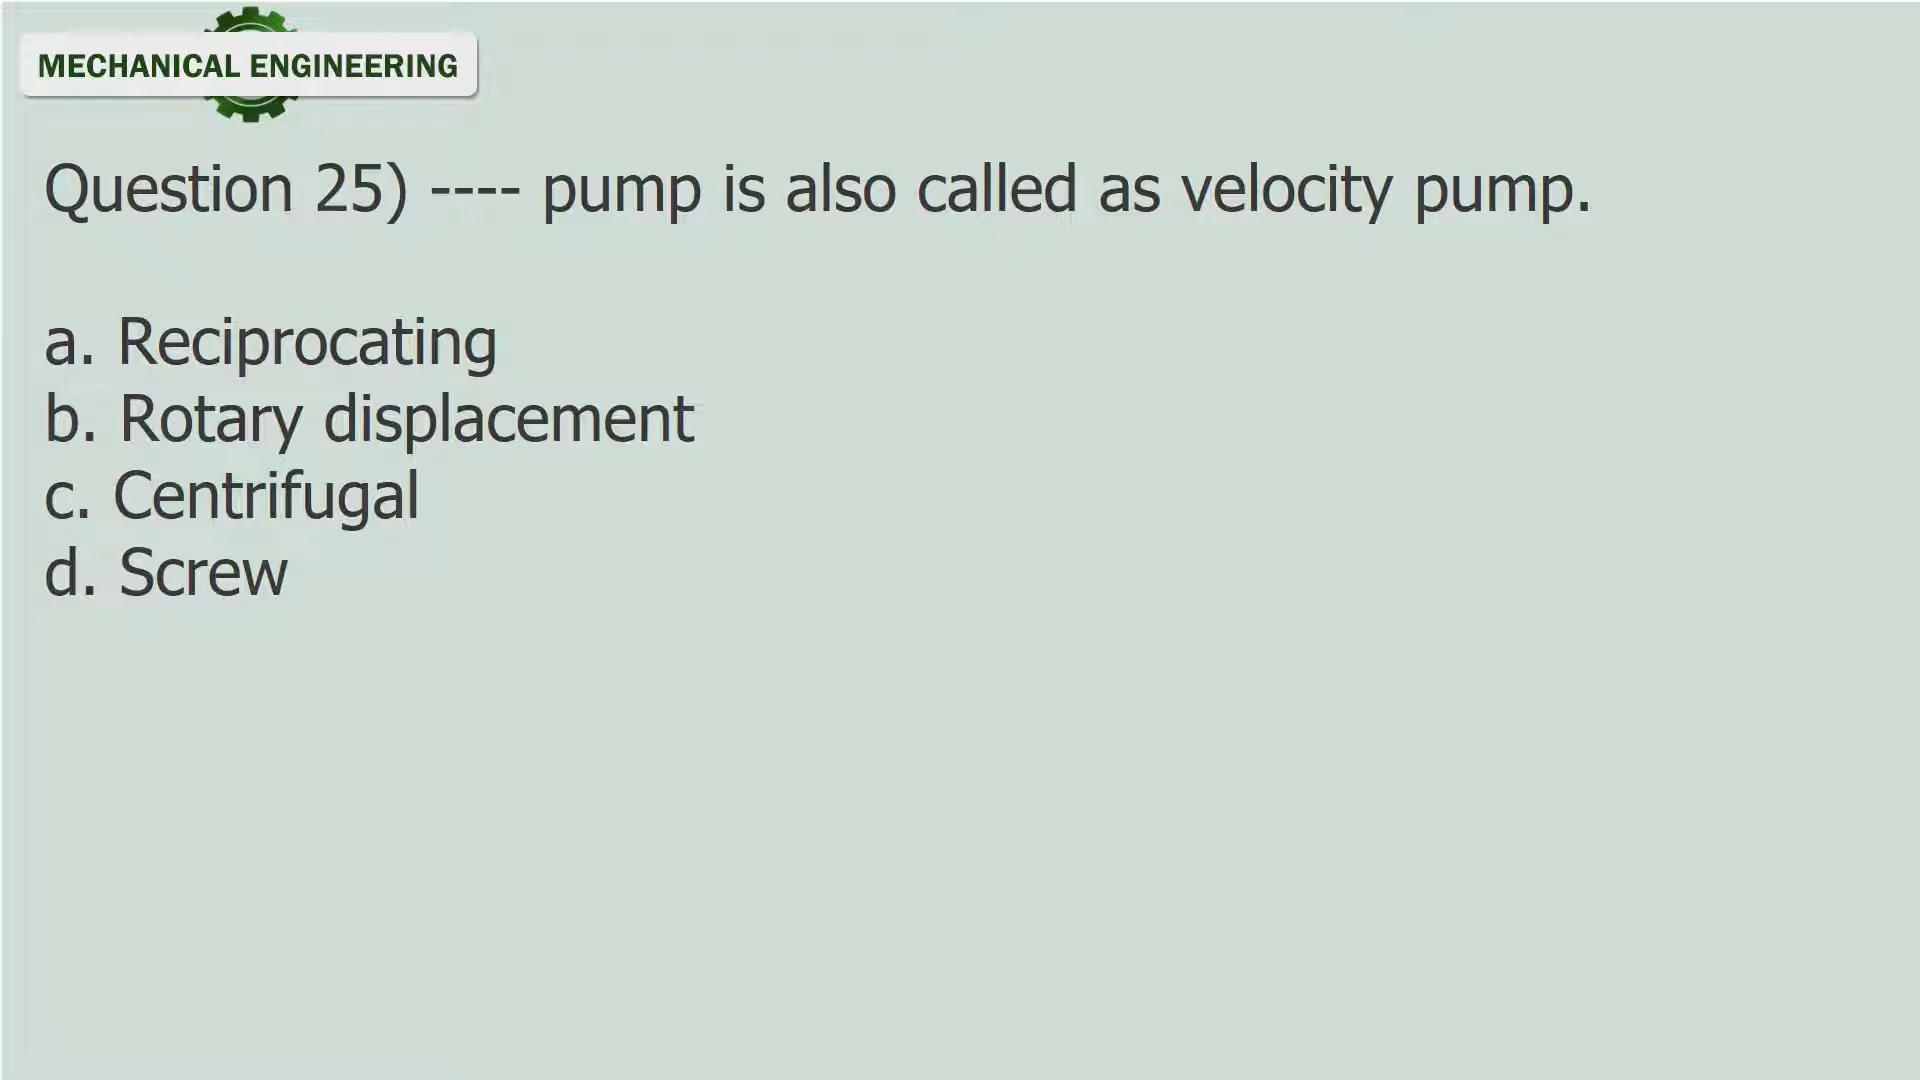 MECHANICAL ENGINEERING
Question 25) ---- pump is also called as velocity pump.
a. Reciprocating
b. Rotary displacement
c. Centrifugal
d. Screw